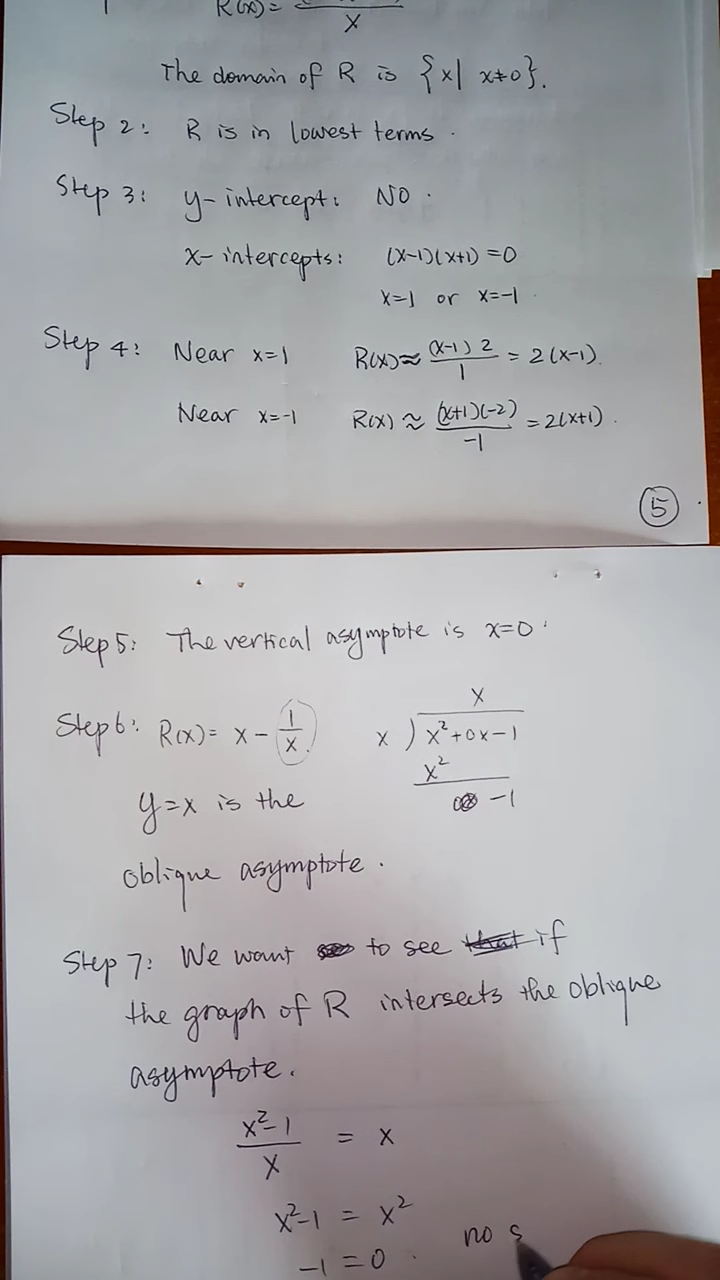 R(x)= x
The domain of R is {x| x≠0}.
Step 2: R is in lowest terms.
Step 3: y-intercept: NO.
x-intercepts: (x-1)(x+1)=0
x=1 or x=-1.
Step 4: Near x=1 R(x)≈ (x-1)2/1 = 2(x-1).
Near x=-1 R(x)≈ (x+1)(-2)/-1 = 2(x+1).
5
Step 5: The vertical asymptote is x=0.
x
Step 6: R(x)= x - 1/x. x ) x²+0x-1
x²
y=x is the 0 -1
oblique asymptote.
Step 7: We want to see if
the graph of R intersects the oblique
asymptote.
x²-1/x = x
x²-1 = x²
-1 = 0. no s